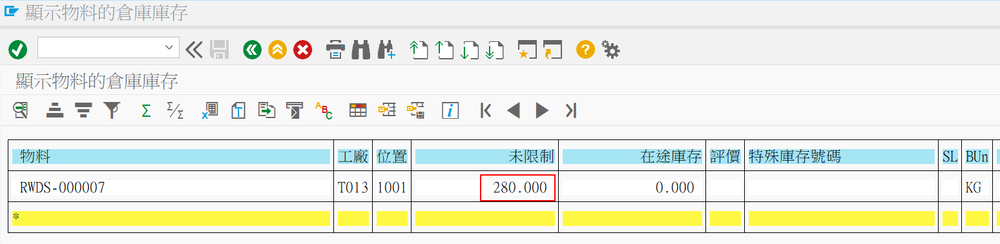 顯示物料的倉庫庫存
顯示物料的倉庫庫存
物料 工廠 位置 未限制 在途庫存 評價 特殊庫存號碼 SL BUn
RWDS-000007 T013 1001 280.000 0.000 KG
*